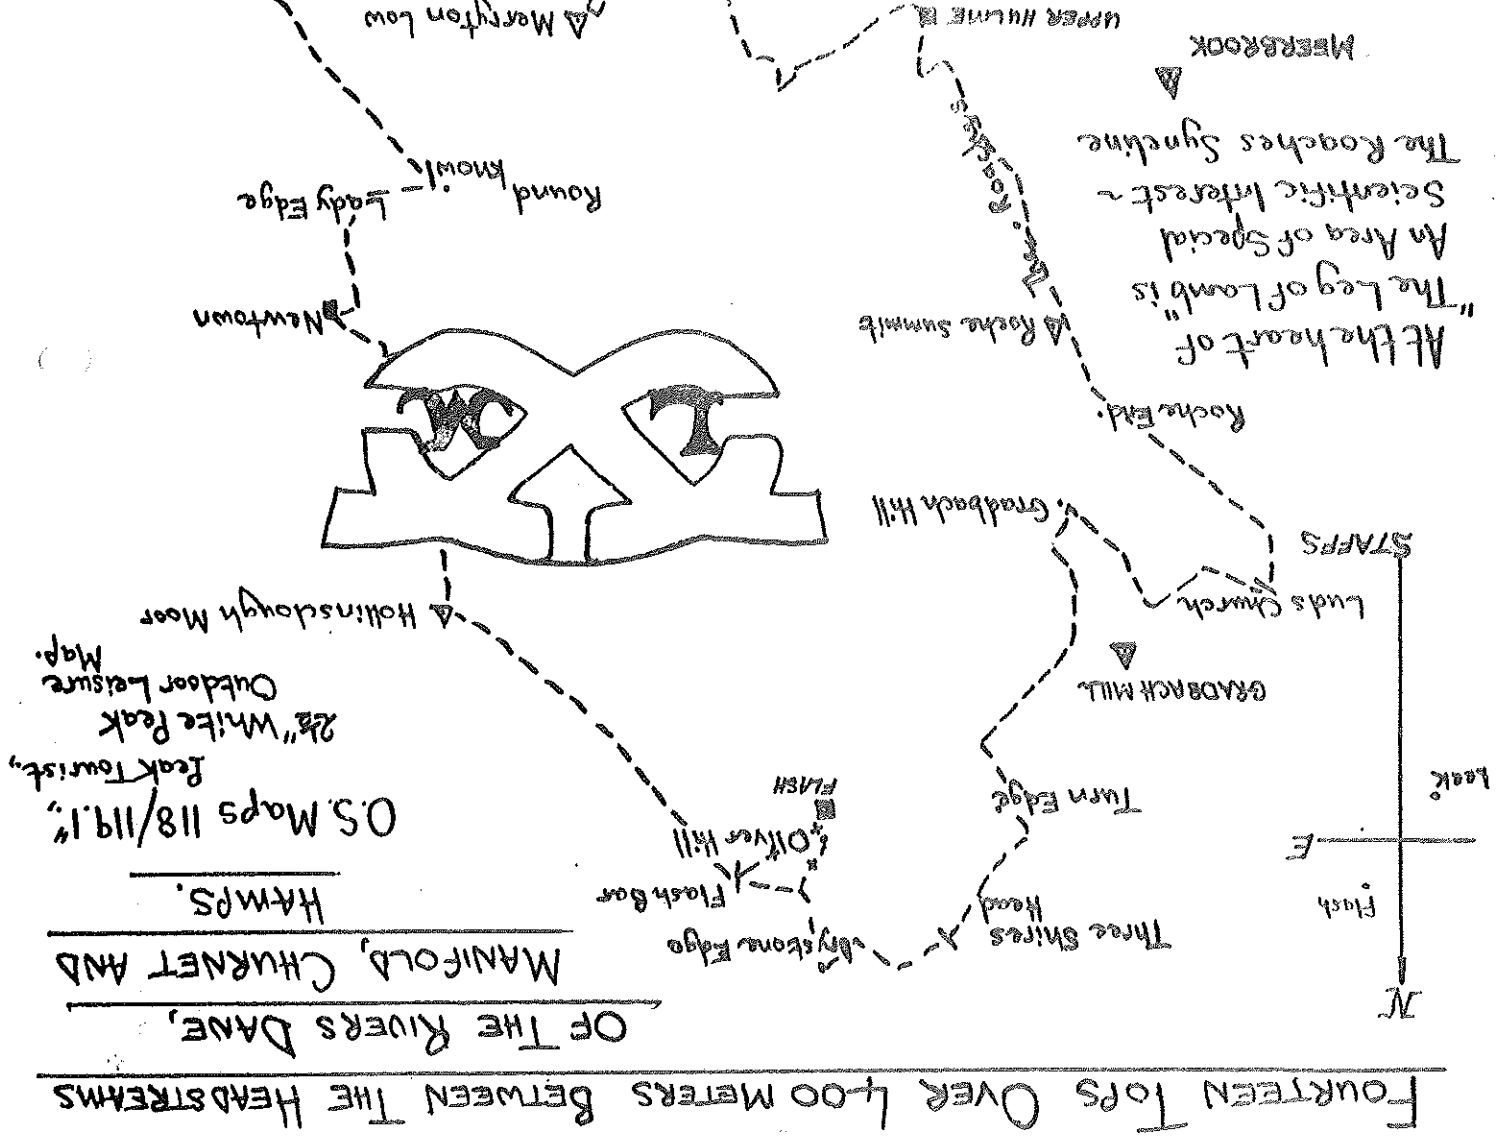 FOURTEEN TOPS OVER 400 METERS BETWEEN THE HEADSTREAMS
OF THE RIVERS DANE,
MANIFOLD, CHURNET AND
HAMPS.
N
Flash
E
Leek
STAFFS
Three Shires
Head
Drystone Edge
Flash Bar
Oliver Hill
FLASH
Turn Edge
O.S. Maps 118/119.1",
Leak Tourist,,
2½" White Peak
Outdoor Leisure
Map.
GRADBACH MILL
Hollinsclough Moor
Luds Church
Gradbach Hill
Roche End
At the heart of
"The Leg of Lamb" is
An Area of Special
Scientific Interest ~
The Roaches Syncline
Roche Summit
Newtown
Lady Edge
Round Knowl
MEERBROOK
UPPER HULME
Merryton Low